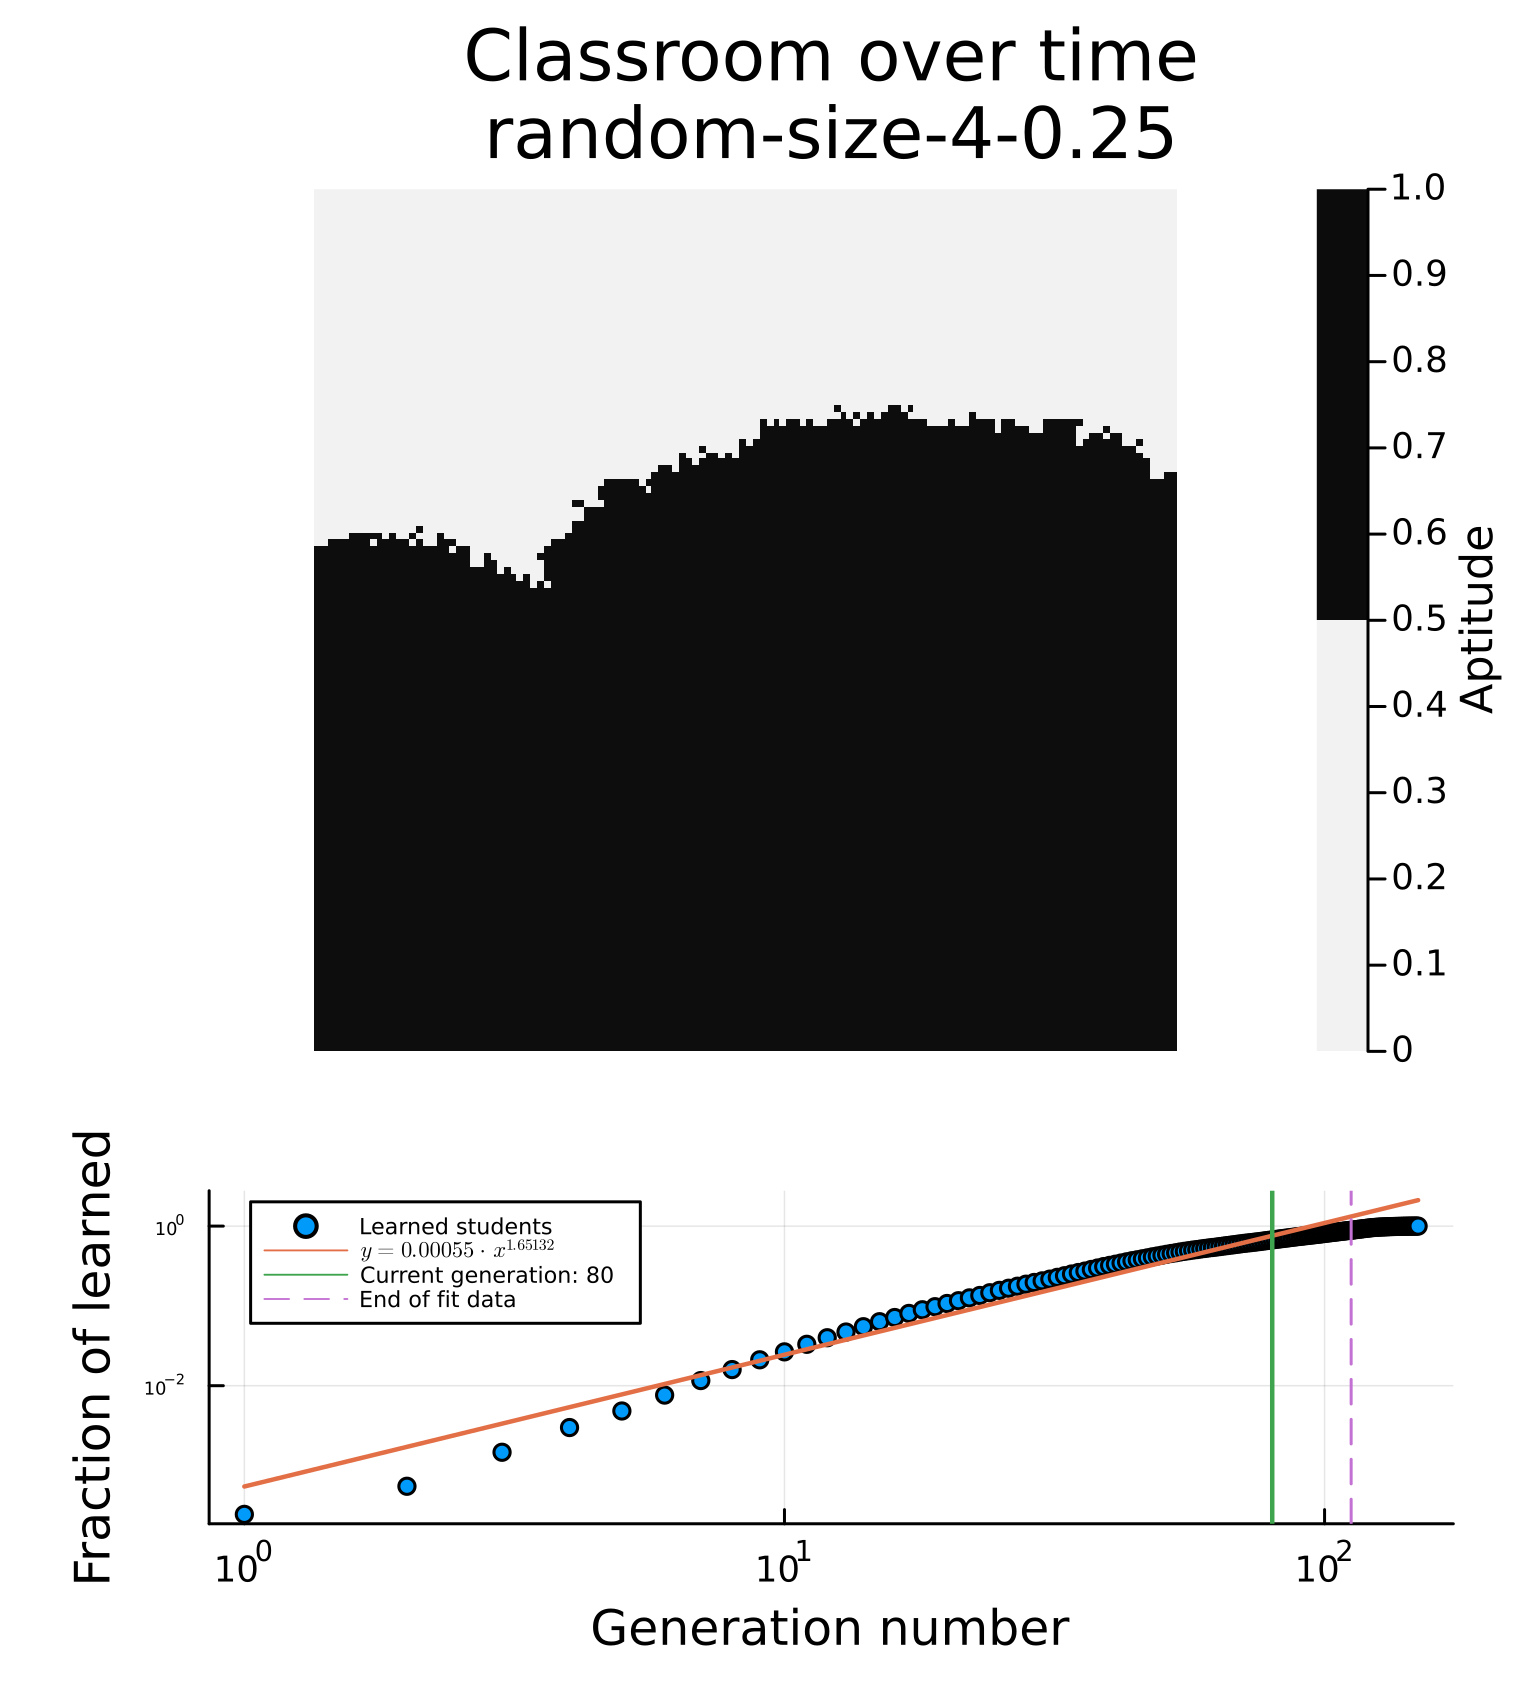 Classroom over time
random-size-4-0.25
1.0
0.9
0.8
0.7
0.6
0.5
0.4
0.3
0.2
0.1
0
Aptitude
Fraction of learned
10⁰
10⁻²
Learned students
y = 0.00055 · x^1.65132
Current generation: 80
End of fit data
10⁰
10¹
10²
Generation number